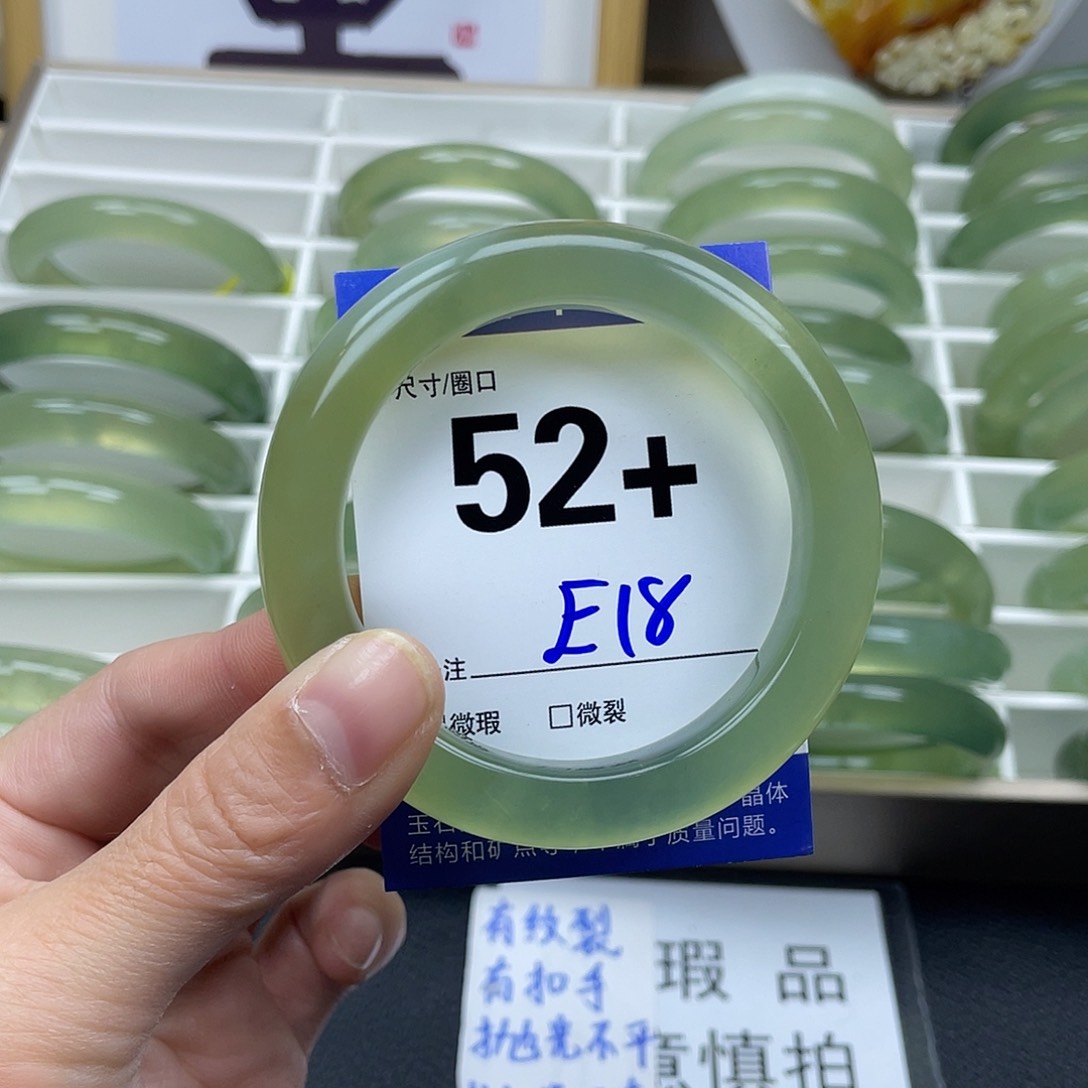 尺寸/圈口
52+
E18
注
微瑕 □微裂
晶体
玉石
结构和矿 质量问题。
有纹裂
有扣手
抛光不平
瑕 品
意慎拍